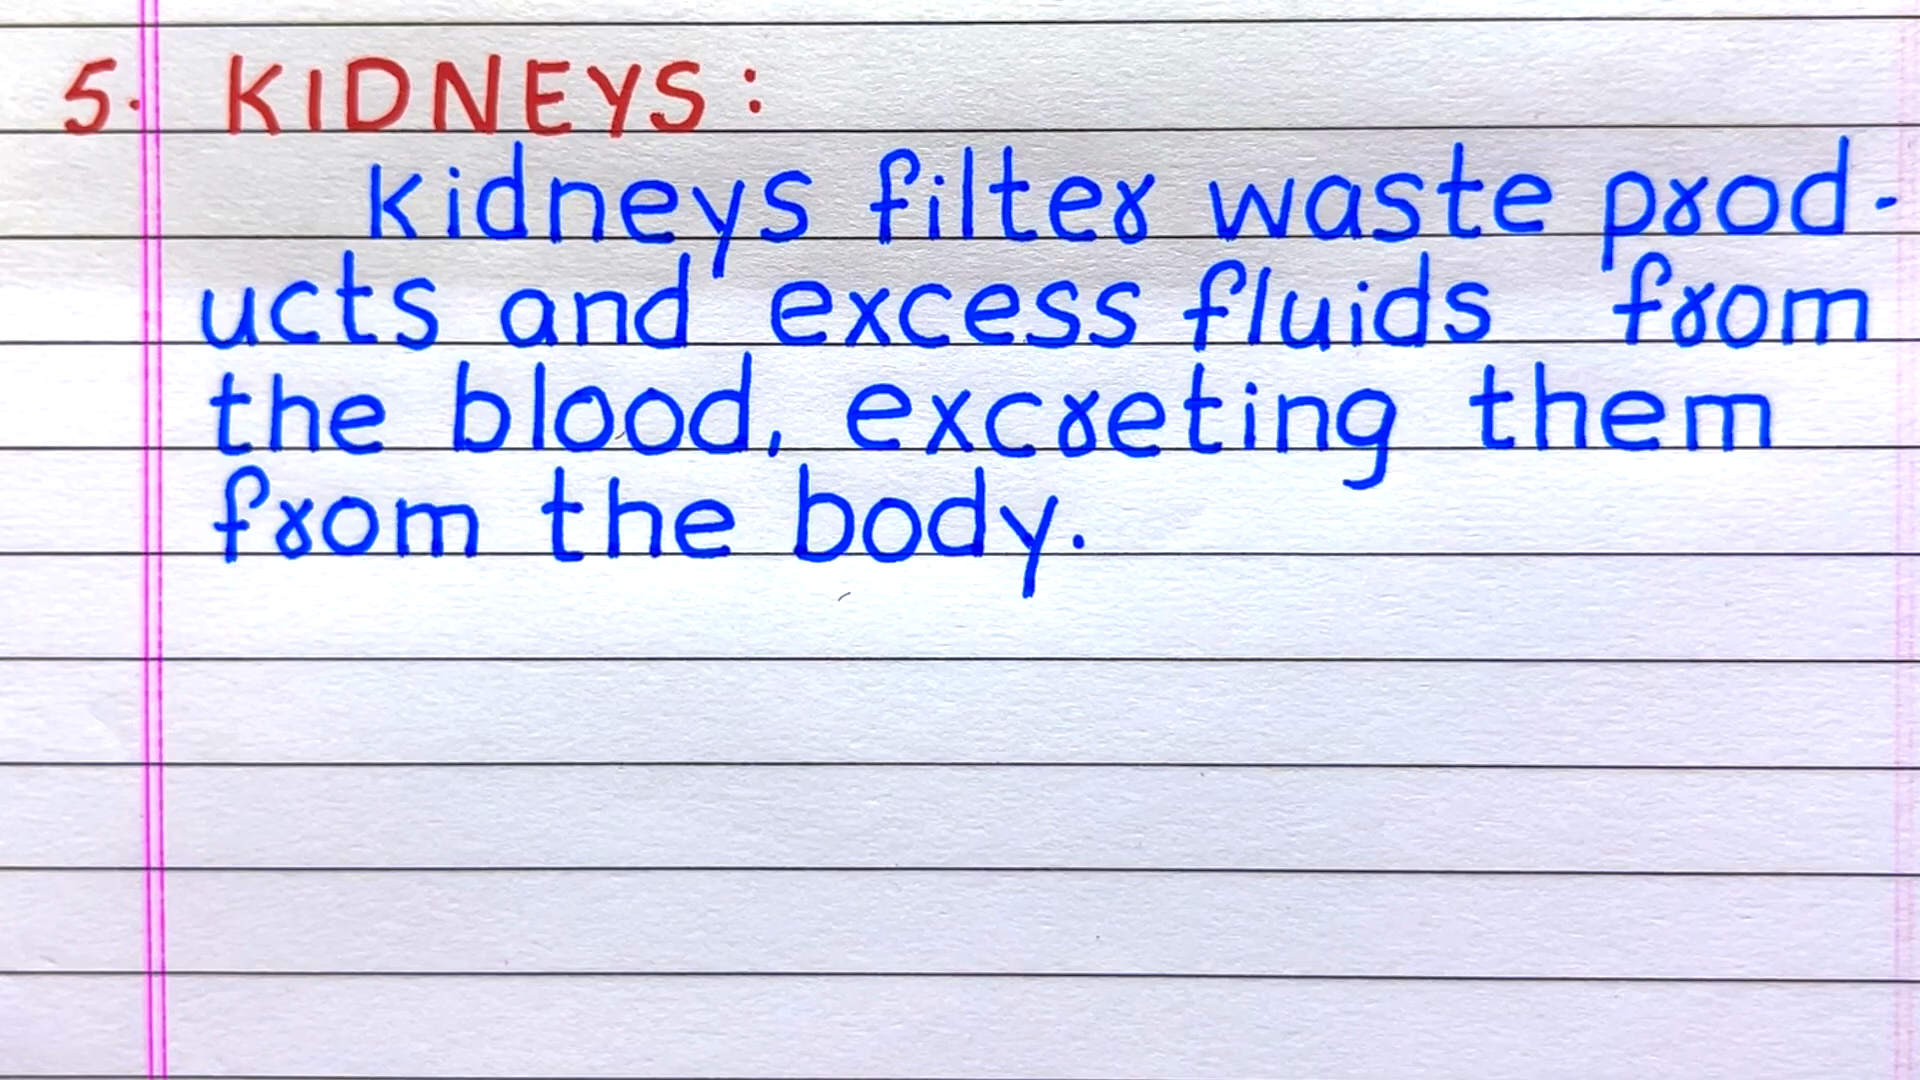 5. KIDNEYS:
kidneys filter waste prod-
ucts and excess fluids from
the blood, excreting them
from the body.